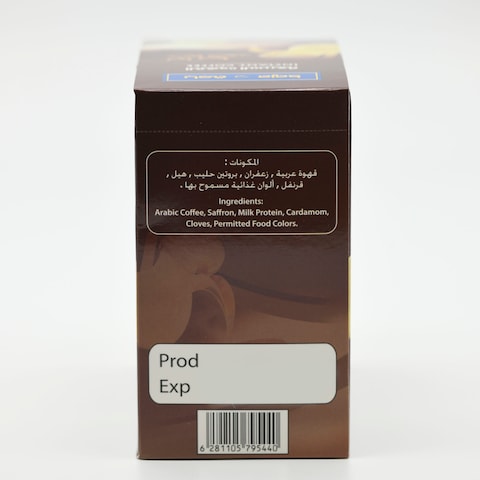 المكونات :
قهوة عربية , زعفران , بروتين حليب , هيل ,
قرنفل , ألوان غذائية مسموح بها .
Ingredients:
Arabic Coffee, Saffron, Milk Protein, Cardamom,
Cloves, Permitted Food Colors.
Prod
Exp
6 281105 795440